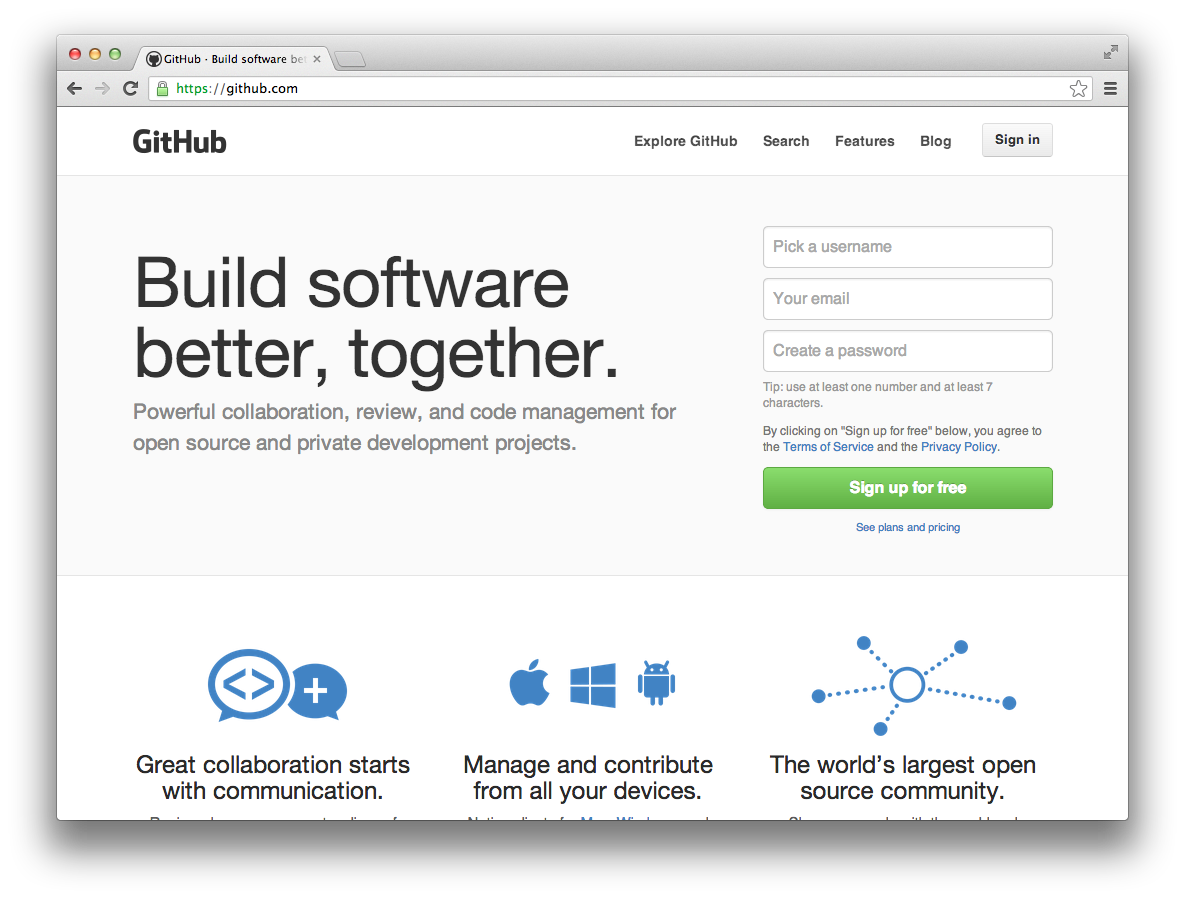 GitHub · Build software be
https://github.com
GitHub
Explore GitHub
Search
Features
Blog
Sign in
Build software
better, together.
Powerful collaboration, review, and code management for
open source and private development projects.
Pick a username
Your email
Create a password
Tip: use at least one number and at least 7
characters.
By clicking on "Sign up for free" below, you agree to
the Terms of Service and the Privacy Policy.
Sign up for free
See plans and pricing
Great collaboration starts
with communication.
Manage and contribute
from all your devices.
The world’s largest open
source community.